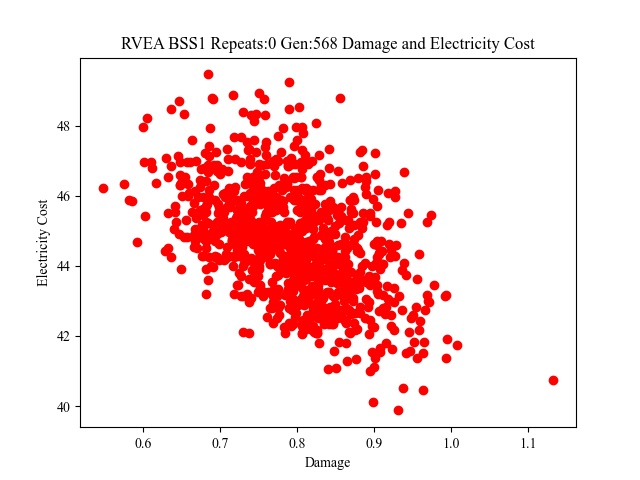 RVEA BSS1 Repeats:0 Gen:568 Damage and Electricity Cost
48
46
44
42
40
Electricity Cost
0.6 0.7 0.8 0.9 1.0 1.1
Damage